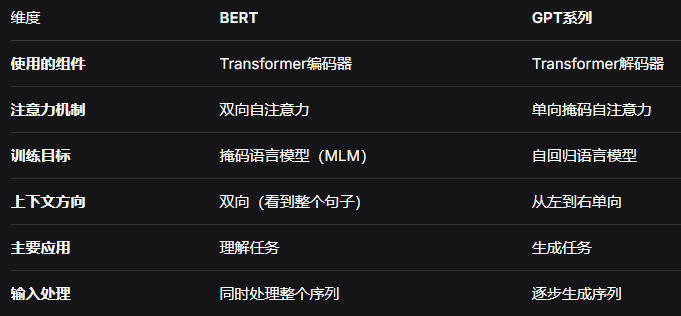 维度 BERT GPT系列
使用的组件 Transformer编码器 Transformer解码器
注意力机制 双向自注意力 单向掩码自注意力
训练目标 掩码语言模型（MLM） 自回归语言模型
上下文方向 双向（看到整个句子） 从左到右单向
主要应用 理解任务 生成任务
输入处理 同时处理整个序列 逐步生成序列